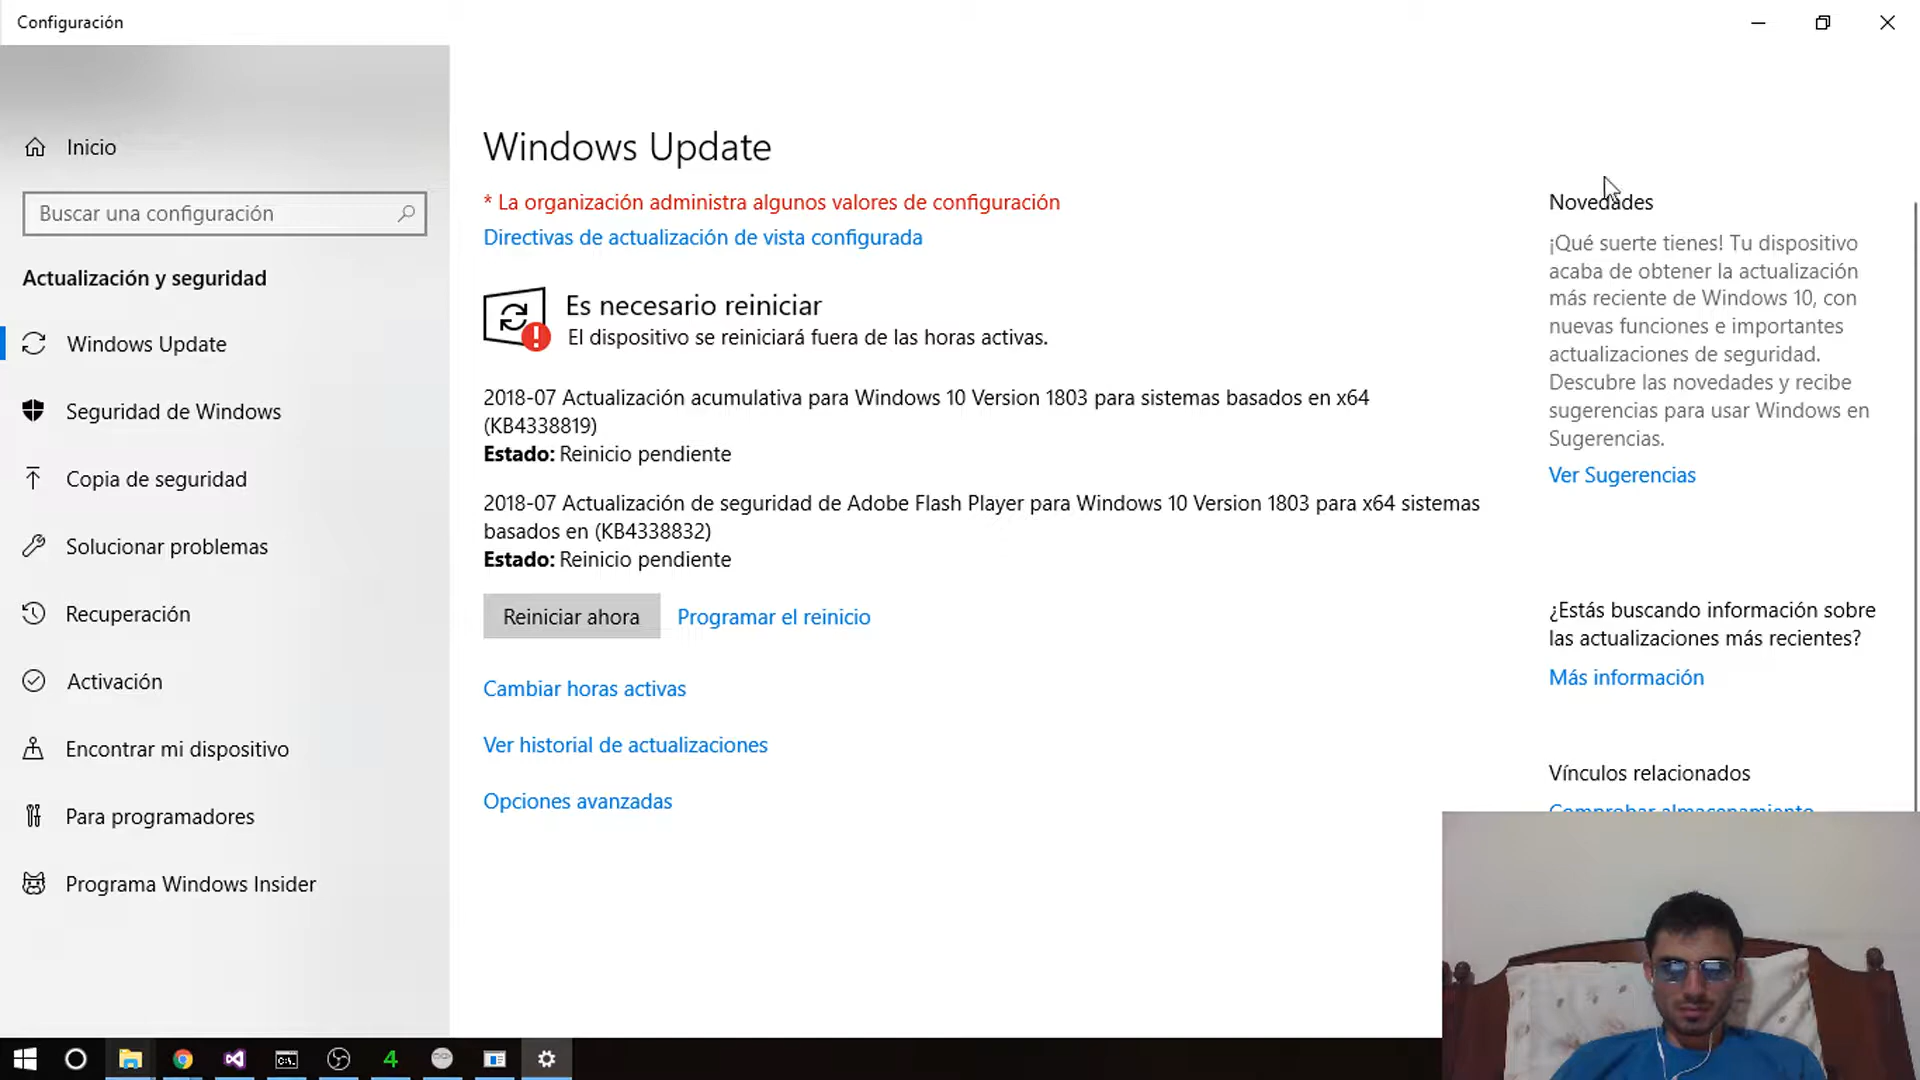 Configuración
Inicio
Buscar una configuración
Actualización y seguridad
Windows Update
Seguridad de Windows
Copia de seguridad
Solucionar problemas
Recuperación
Activación
Encontrar mi dispositivo
Para programadores
Programa Windows Insider
Windows Update
* La organización administra algunos valores de configuración
Directivas de actualización de vista configurada
Es necesario reiniciar
El dispositivo se reiniciará fuera de las horas activas.
2018-07 Actualización acumulativa para Windows 10 Version 1803 para sistemas basados en x64
(KB4338819)
Estado: Reinicio pendiente
2018-07 Actualización de seguridad de Adobe Flash Player para Windows 10 Version 1803 para x64 sistemas
basados en (KB4338832)
Estado: Reinicio pendiente
Reiniciar ahora
Programar el reinicio
Cambiar horas activas
Ver historial de actualizaciones
Opciones avanzadas
Novedades
¡Qué suerte tienes! Tu dispositivo
acaba de obtener la actualización
más reciente de Windows 10, con
nuevas funciones e importantes
actualizaciones de seguridad.
Descubre las novedades y recibe
sugerencias para usar Windows en
Sugerencias.
Ver Sugerencias
¿Estás buscando información sobre
las actualizaciones más recientes?
Más información
Vínculos relacionados
Comprobar almacenamiento
4